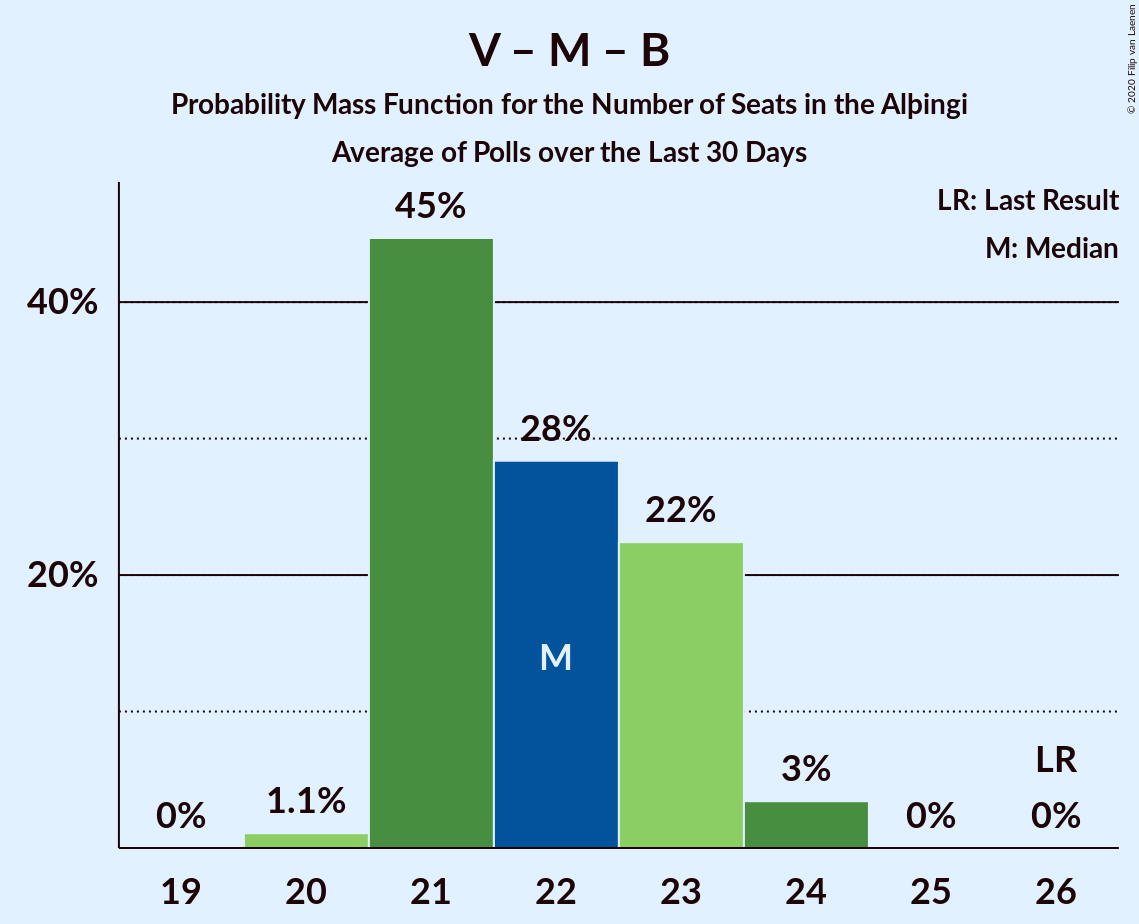 V – M – B
Probability Mass Function for the Number of Seats in the Alþingi
Average of Polls over the Last 30 Days
© 2020 Filip van Laenen
LR: Last Result
M: Median
45%
40%
28%
22%
20%
M
LR
3%
1.1%
0%
0%
0%
19
20
21
22
23
24
25
26